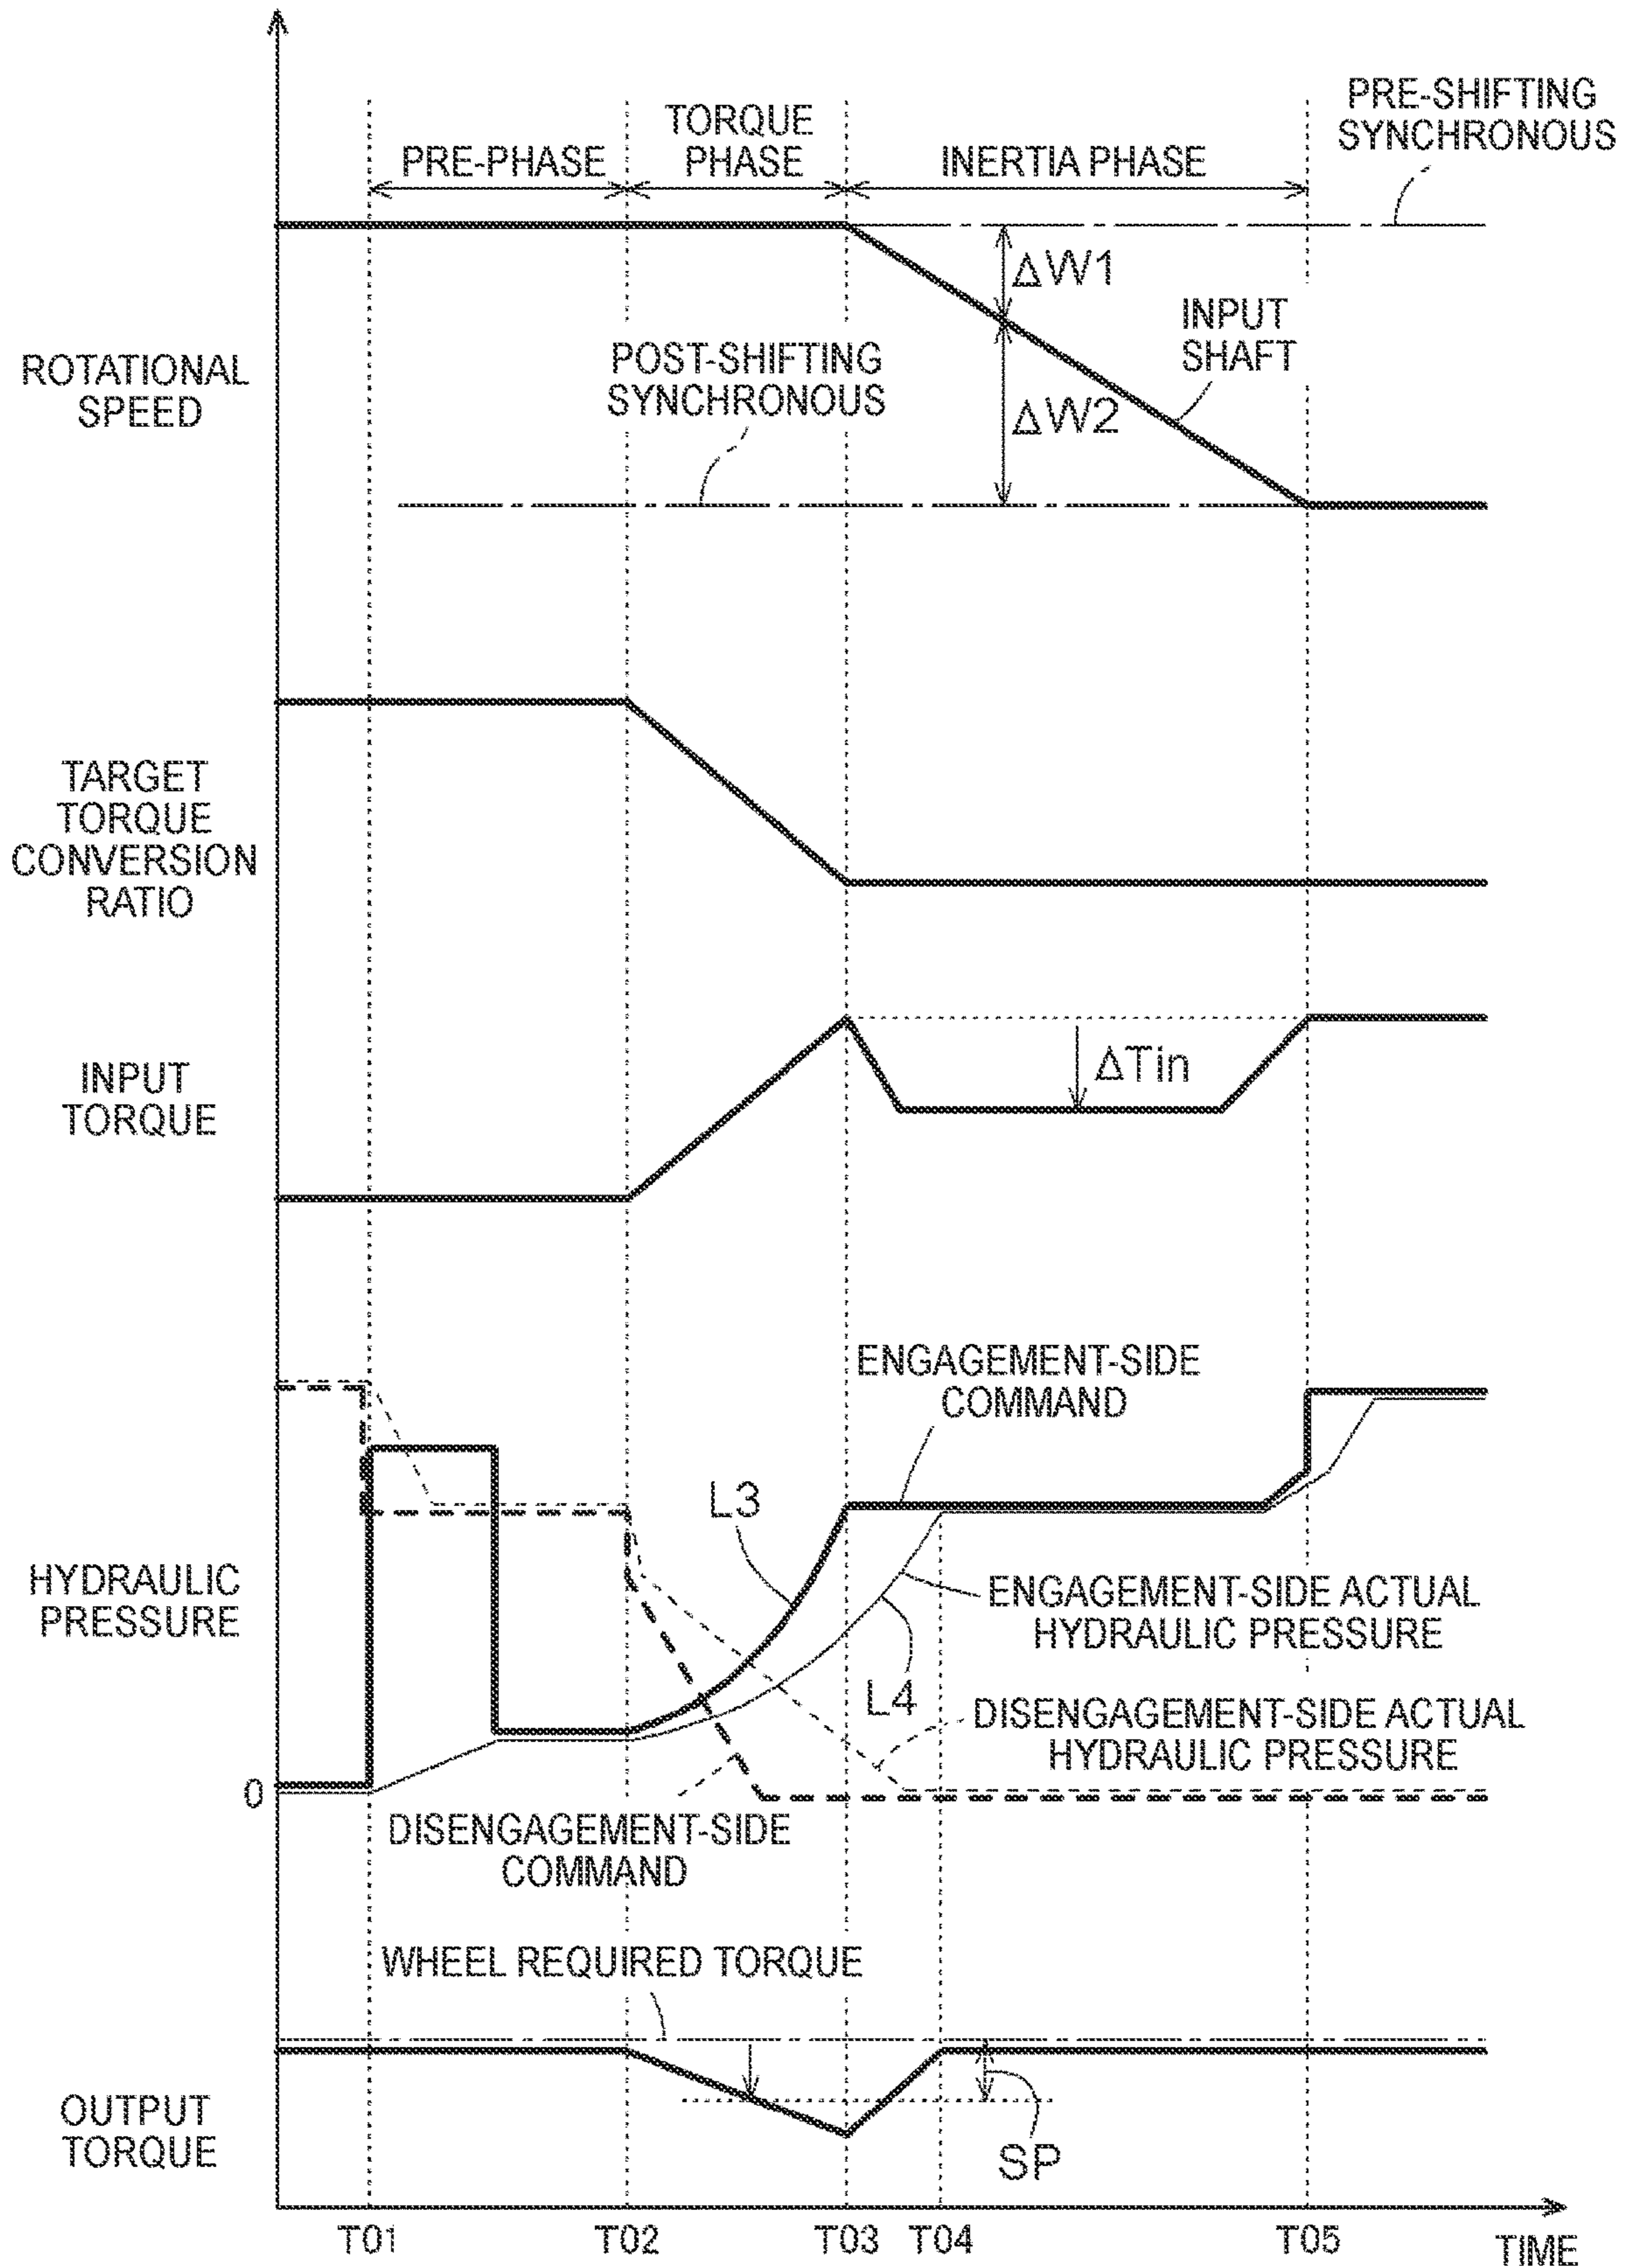 PRE-SHIFTING
SYNCHRONOUS
PRE-PHASE
TORQUE
PHASE
INERTIA PHASE
ΔW1
INPUT
SHAFT
ROTATIONAL
SPEED
POST-SHIFTING
SYNCHRONOUS
ΔW2
TARGET
TORQUE
CONVERSION
RATIO
INPUT
TORQUE
ΔTin
ENGAGEMENT-SIDE
COMMAND
L3
HYDRAULIC
PRESSURE
ENGAGEMENT-SIDE ACTUAL
HYDRAULIC PRESSURE
L4
DISENGAGEMENT-SIDE ACTUAL
HYDRAULIC PRESSURE
0
DISENGAGEMENT-SIDE
COMMAND
WHEEL REQUIRED TORQUE
OUTPUT
TORQUE
SP
T01
T02
T03
T04
T05
TIME